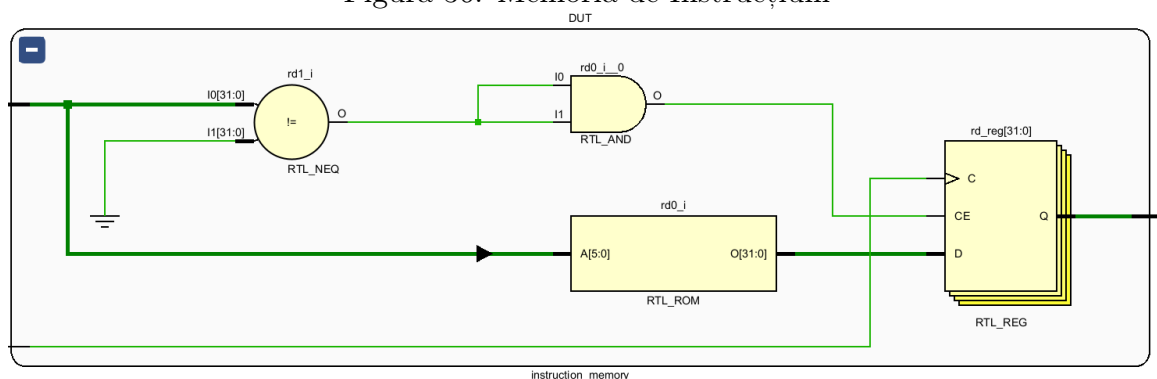 Figura 30: Memoria de Instrucțiuni
DUT
rd1_i
I0[31:0]
I1[31:0]
!=
O
RTL_NEQ
rd0_i__0
I0
I1
O
RTL_AND
rd0_i
A[5:0]
O[31:0]
RTL_ROM
rd_reg[31:0]
C
CE
D
Q
RTL_REG
instruction_memory